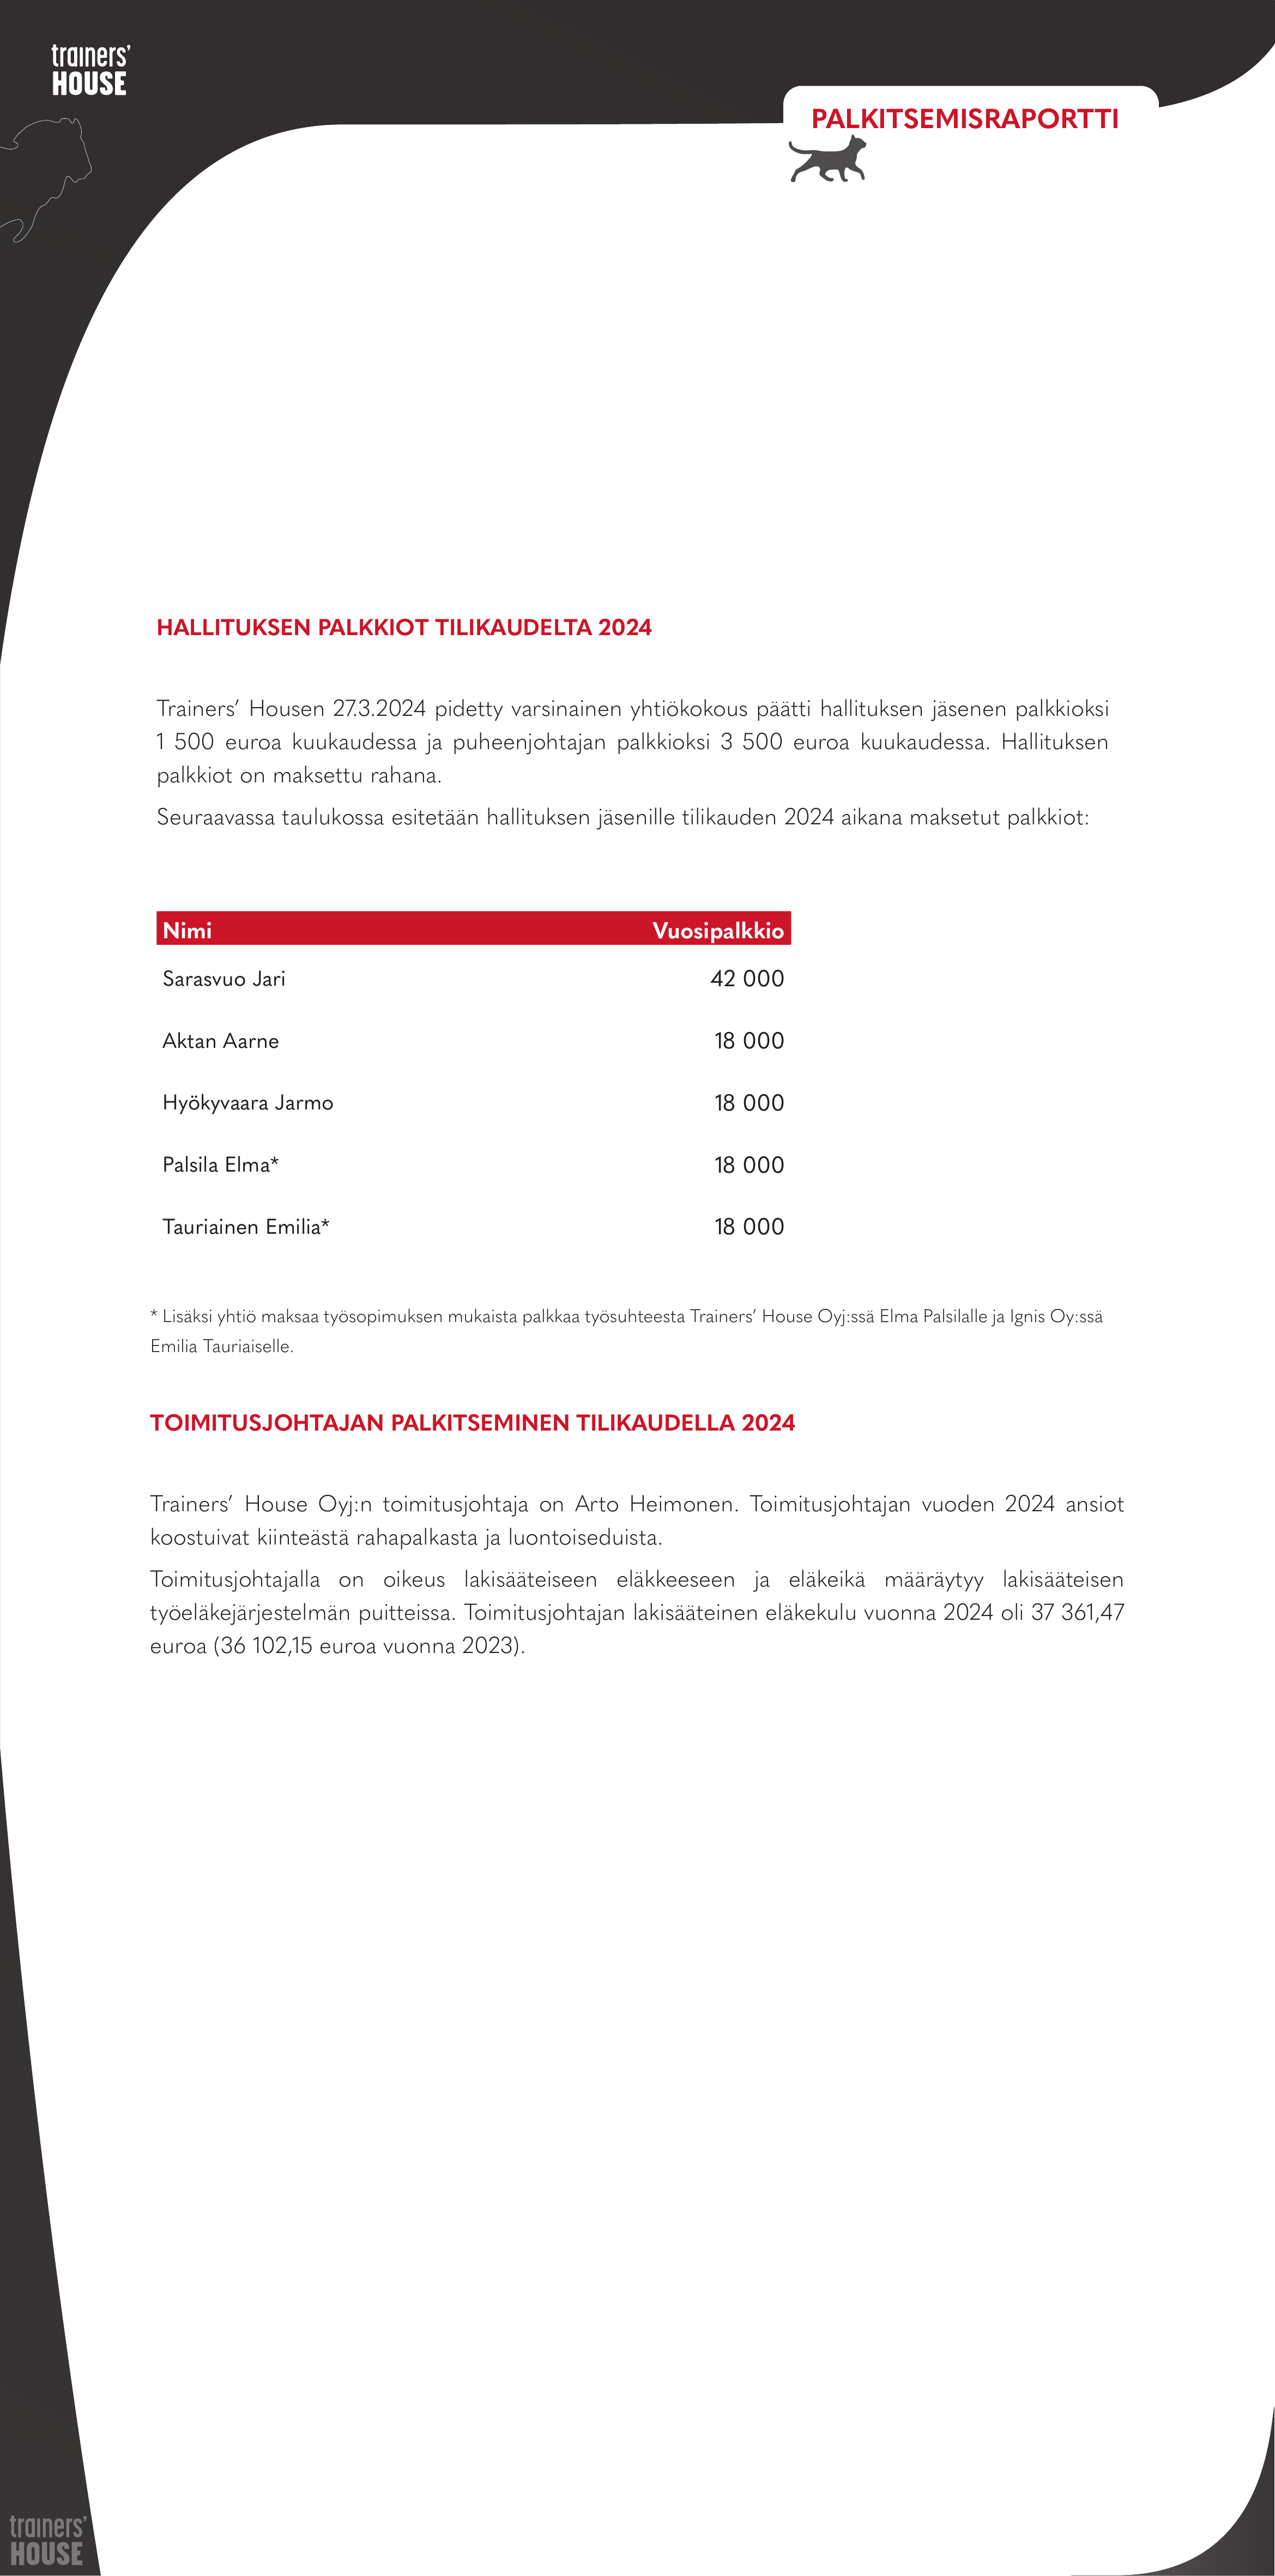 trainers'
HOUSE
PALKITSEMISRAPORTTI
HALLITUKSEN PALKKIOT TILIKAUDELTA 2024
Trainers' Housen 27.3.2024 pidetty varsinainen yhtiökokous päätti hallituksen jäsenen palkkioksi
1 500 euroa kuukaudessa ja puheenjohtajan palkkioksi 3 500 euroa kuukaudessa. Hallituksen
palkkiot on maksettu rahana.
Seuraavassa taulukossa esitetään hallituksen jäsenille tilikauden 2024 aikana maksetut palkkiot:
Nimi Vuosipalkkio
Sarasvuo Jari 42 000
Aktan Aarne 18 000
Hyökyvaara Jarmo 18 000
Palsila Elma* 18 000
Tauriainen Emilia* 18 000
* Lisäksi yhtiö maksaa työsopimuksen mukaista palkkaa työsuhteesta Trainers' House Oyj:ssä Elma Palsilalle ja Ignis Oy:ssä
Emilia Tauriaiselle.
TOIMITUSJOHTAJAN PALKITSEMINEN TILIKAUDELLA 2024
Trainers' House Oyj:n toimitusjohtaja on Arto Heimonen. Toimitusjohtajan vuoden 2024 ansiot
koostuivat kiinteästä rahapalkasta ja luontoiseduista.
Toimitusjohtajalla on oikeus lakisääteiseen eläkkeeseen ja eläkeikä määräytyy lakisääteisen
työeläkejärjestelmän puitteissa. Toimitusjohtajan lakisääteinen eläkekulu vuonna 2024 oli 37 361,47
euroa (36 102,15 euroa vuonna 2023).
trainers'
HOUSE